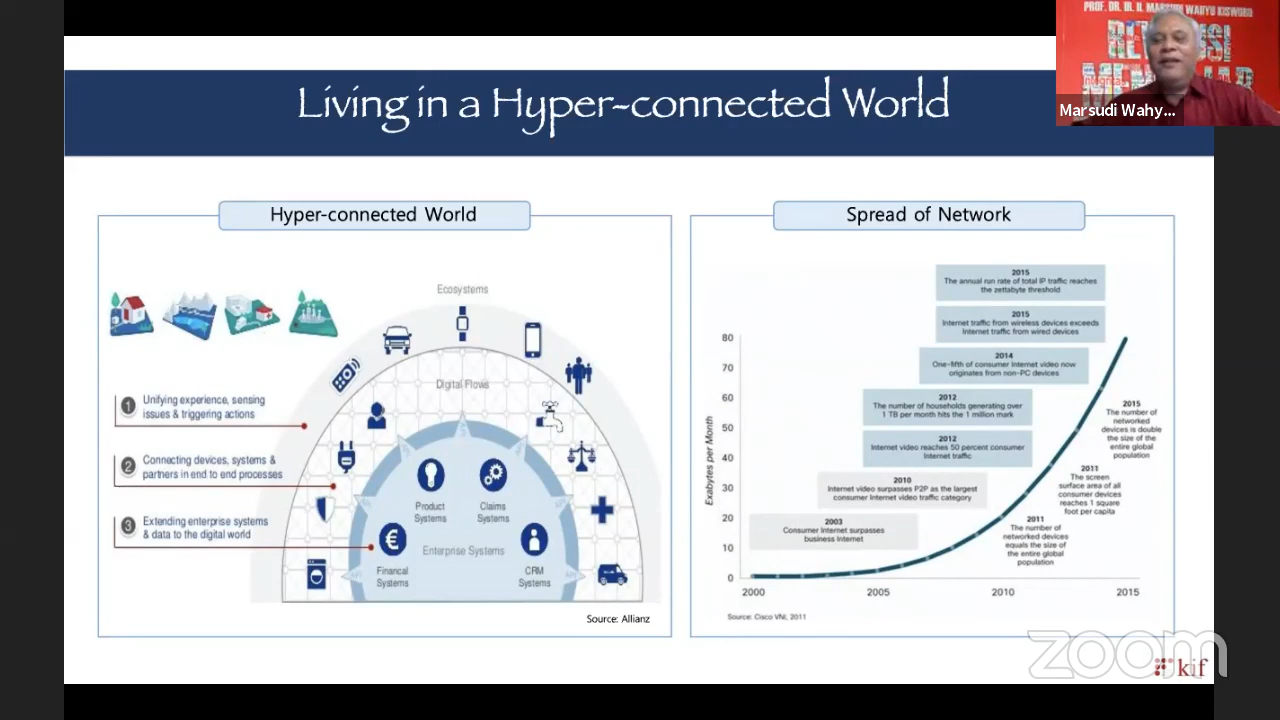 PROF. DR. IR. H. MARSUDI WAHYU KISWORO
Marsudi Wahy...
Living in a Hyper-connected World
Hyper-connected World
Ecosystems
Digital Flows
1 Unifying experience, sensing
issues & triggering actions
2 Connecting devices, systems &
partners in end to end processes
3 Extending enterprise systems
& data to the digital world
Product
Systems
Claims
Systems
Enterprise Systems
€
Financial
Systems
CRM
Systems
Source: Allianz
Spread of Network
Exabytes per Month
80
70
60
50
40
30
20
10
0
2000
2005
2010
2015
2015
The annual run rate of total IP traffic reaches
the zettabyte threshold
2015
Internet traffic from wireless devices exceeds
Internet traffic from wired devices
2014
One-fifth of consumer Internet video now
originates from non-PC devices
2012
The number of households generating over
1 TB per month hits the 1 million mark
2012
Internet video reaches 50 percent consumer
Internet traffic
2010
Internet video surpasses P2P as the largest
consumer Internet video traffic category
2003
Consumer Internet surpasses
business Internet
2015
The number of
networked
devices is double
the size of the
entire global
population
2011
The screen
surface area of all
consumer devices
reaches 1 square
foot per capita
2011
The number of
networked devices
equals the size of
the entire global
population
Source: Cisco VNI, 2011
zoom
kif